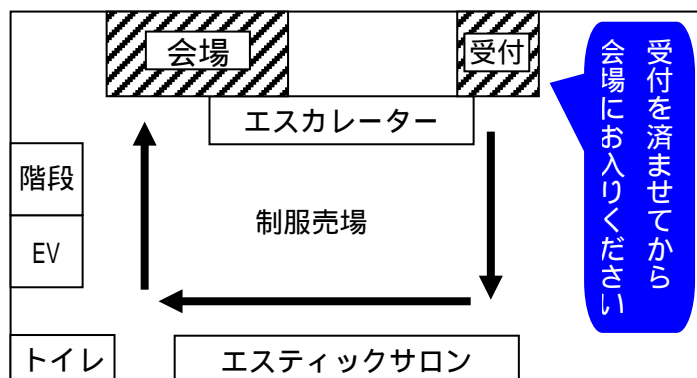 会場
受付
受付を済ませてから
会場にお入りください
エスカレーター
階段
制服売場
EV
トイレ
エスティックサロン